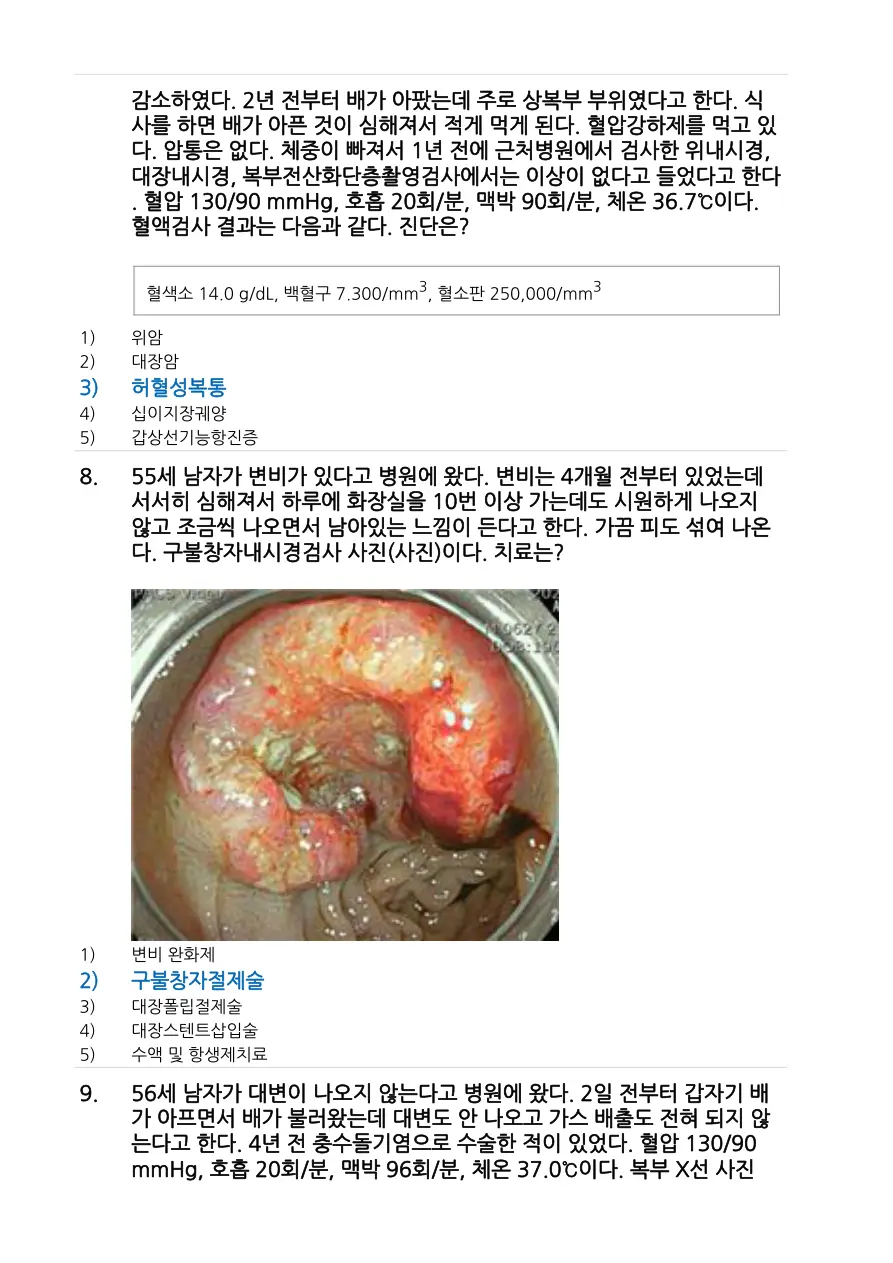 감소하였다. 2년 전부터 배가 아팠는데 주로 상복부 부위였다고 한다. 식
사를 하면 배가 아픈 것이 심해져서 적게 먹게 된다. 혈압강하제를 먹고 있
다. 압통은 없다. 체중이 빠져서 1년 전에 근처병원에서 검사한 위내시경,
대장내시경, 복부전산화단층촬영검사에서는 이상이 없다고 들었다고 한다
. 혈압 130/90 mmHg, 호흡 20회/분, 맥박 90회/분, 체온 36.7℃이다.
혈액검사 결과는 다음과 같다. 진단은?
혈색소 14.0 g/dL, 백혈구 7.300/mm³, 혈소판 250,000/mm³
1) 위암
2) 대장암
3) 허혈성복통
4) 십이지장궤양
5) 갑상선기능항진증
8. 55세 남자가 변비가 있다고 병원에 왔다. 변비는 4개월 전부터 있었는데
서서히 심해져서 하루에 화장실을 10번 이상 가는데도 시원하게 나오지
않고 조금씩 나오면서 남아있는 느낌이 든다고 한다. 가끔 피도 섞여 나온
다. 구불창자내시경검사 사진(사진)이다. 치료는?
PACS Video
1) 변비 완화제
2) 구불창자절제술
3) 대장폴립절제술
4) 대장스텐트삽입술
5) 수액 및 항생제치료
9. 56세 남자가 대변이 나오지 않는다고 병원에 왔다. 2일 전부터 갑자기 배
가 아프면서 배가 불러왔는데 대변도 안 나오고 가스 배출도 전혀 되지 않
는다고 한다. 4년 전 충수돌기염으로 수술한 적이 있었다. 혈압 130/90
mmHg, 호흡 20회/분, 맥박 96회/분, 체온 37.0℃이다. 복부 X선 사진